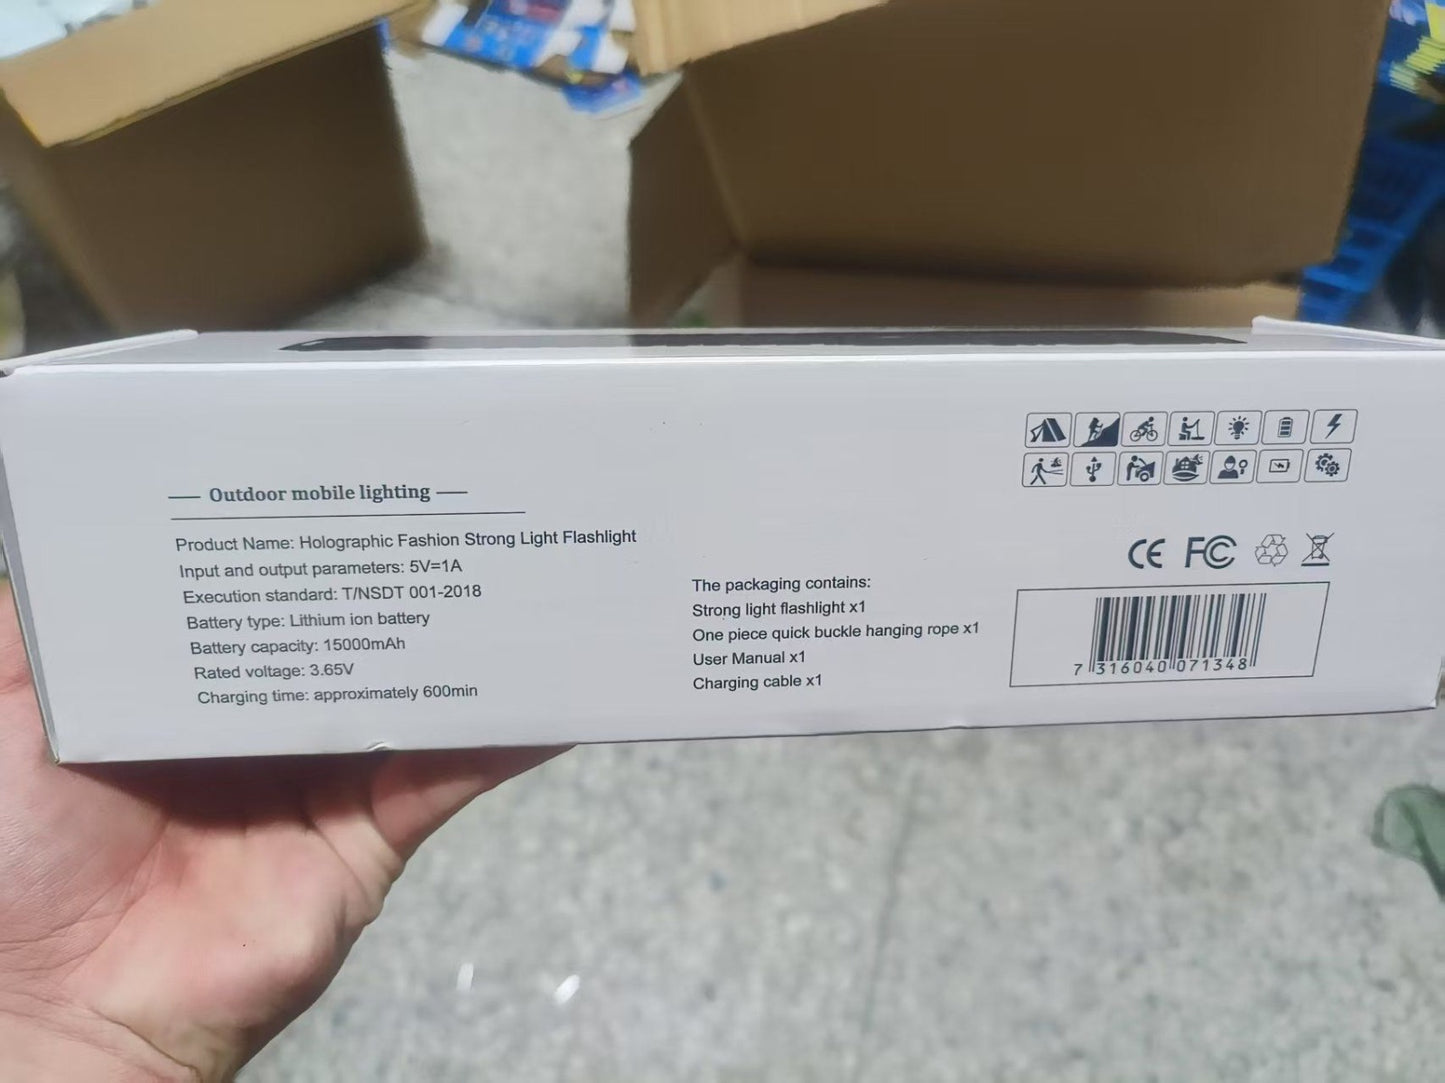 Outdoor mobile lighting
Product Name: Holographic Fashion Strong Light Flashlight
Input and output parameters: 5V=1A
Execution standard: T/NSDT 001-2018
Battery type: Lithium ion battery
Battery capacity: 15000mAh
Rated voltage: 3.65V
Charging time: approximately 600min
The packaging contains:
Strong light flashlight x1
One piece quick buckle hanging rope x1
User Manual x1
Charging cable x1
CE FC
7 316040 071348